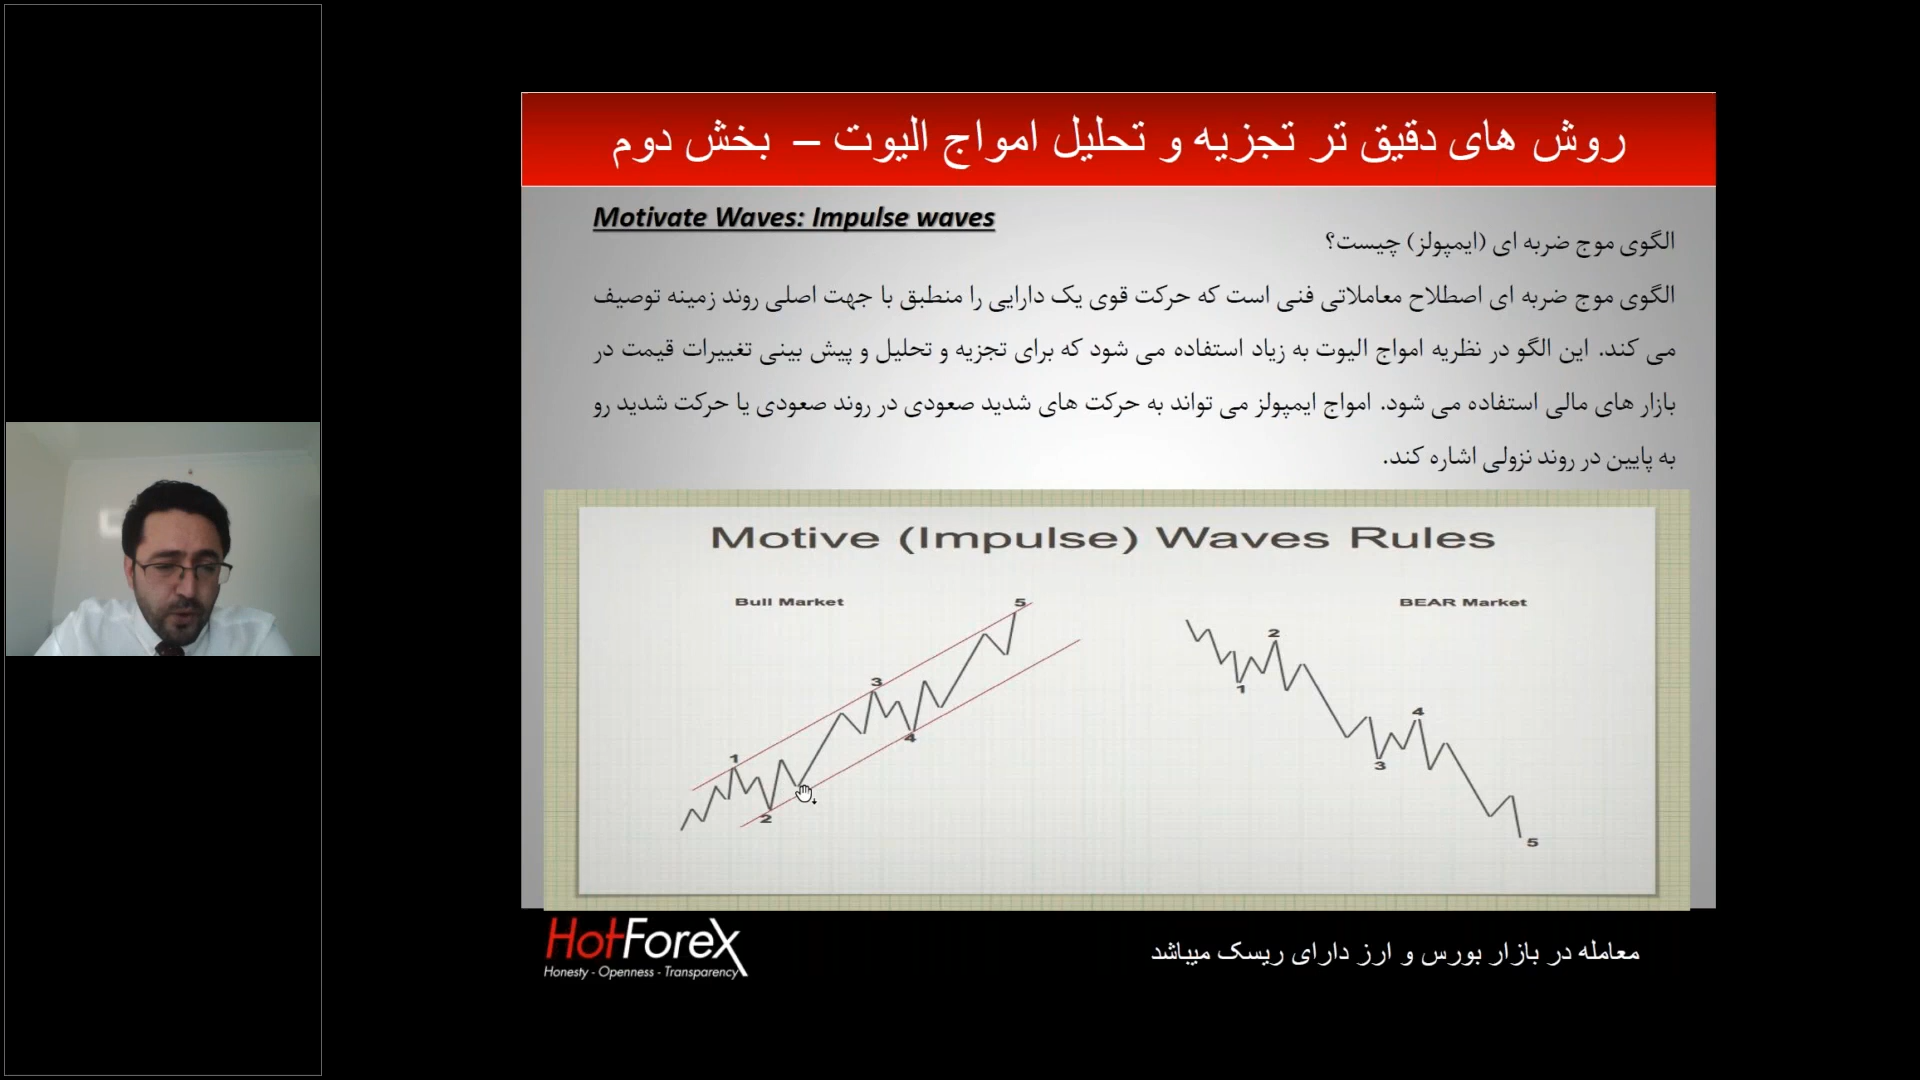 روش های دقیق تر تجزیه و تحلیل امواج الیوت – بخش دوم
Motivate Waves: Impulse waves
الگوی موج ضربه ای (ایمپولز) چیست؟
الگوی موج ضربه ای اصطلاح معاملاتی فنی است که حرکت قوی یک دارایی را منطبق با جهت اصلی روند زمینه توصیف
می کند. این الگو در نظریه امواج الیوت به زیاد استفاده می شود که برای تجزیه و تحلیل و پیش بینی تغییرات قیمت در
بازار های مالی استفاده می شود. امواج ایمپولز می تواند به حرکت های شدید صعودی در روند صعودی یا حرکت شدید رو
به پایین در روند نزولی اشاره کند.
Motive (Impulse) Waves Rules
Bull Market
5
3
1
4
2
BEAR Market
2
1
4
3
5
HotForex
Honesty - Openness - Transparency
معامله در بازار بورس و ارز دارای ریسک میباشد